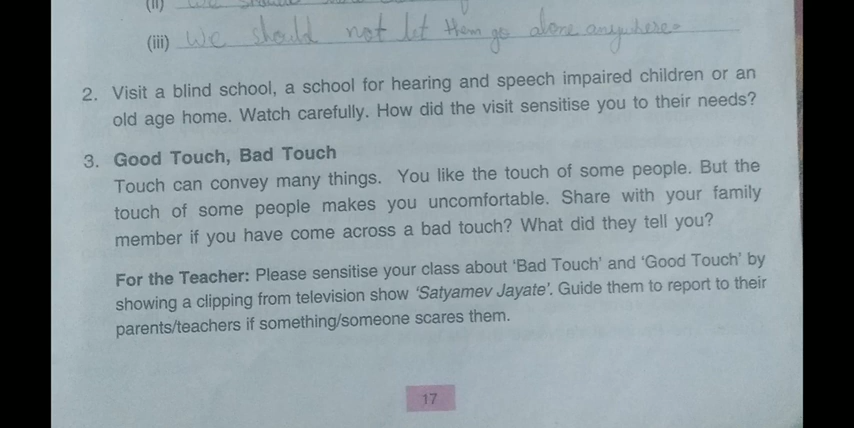 (ii) We
(iii) We should not let them go alone anywhere.
2. Visit a blind school, a school for hearing and speech impaired children or an
old age home. Watch carefully. How did the visit sensitise you to their needs?
3. Good Touch, Bad Touch
Touch can convey many things. You like the touch of some people. But the
touch of some people makes you uncomfortable. Share with your family
member if you have come across a bad touch? What did they tell you?
For the Teacher: Please sensitise your class about 'Bad Touch' and 'Good Touch' by
showing a clipping from television show 'Satyamev Jayate'. Guide them to report to their
parents/teachers if something/someone scares them.
17